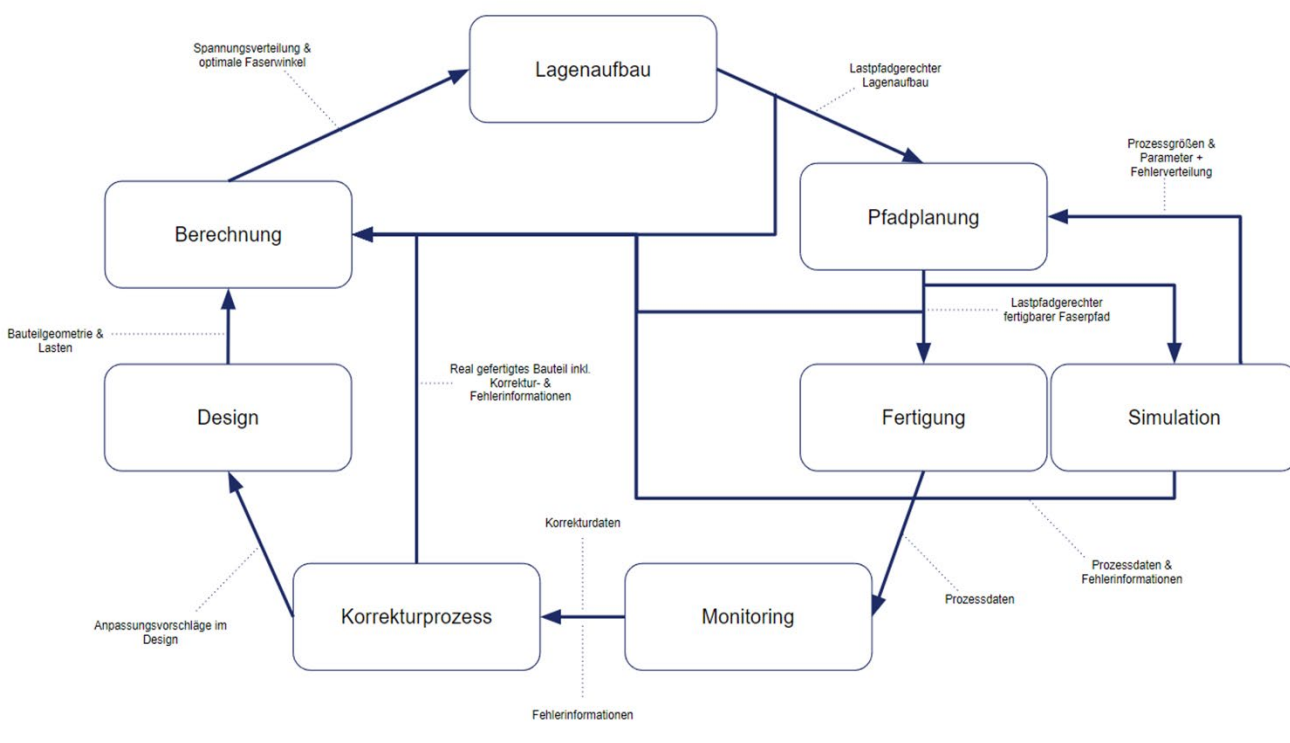 Spannungsverteilung &
optimale Faserwinkel
Lagenaufbau
Lastpfadgerechter
Lagenaufbau
Prozessgrößen &
Parameter +
Fehlerverteilung
Berechnung
Pfadplanung
Bauteilgeometrie &
Lasten
Lastpfadgerechter
fertigbarer Faserpfad
Real gefertigtes Bauteil inkl.
Korrektur- &
Fehlerinformationen
Design
Fertigung
Simulation
Korrekturdaten
Prozessdaten &
Fehlerinformationen
Prozessdaten
Anpassungsvorschläge im
Design
Korrekturprozess
Monitoring
Fehlerinformationen